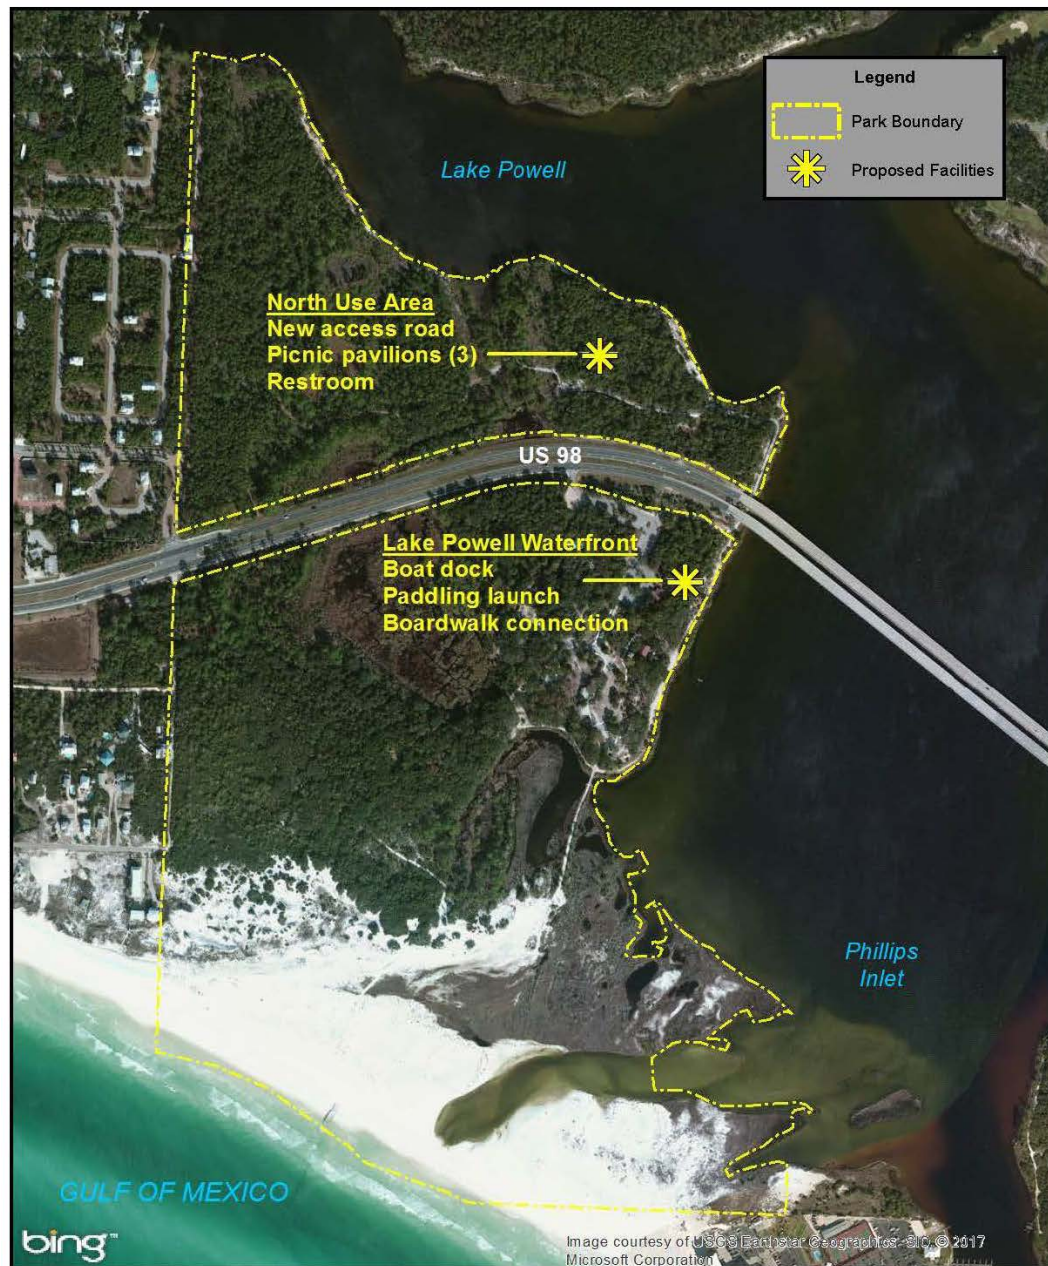 Legend
Park Boundary
Proposed Facilities
Lake Powell
North Use Area
New access road
Picnic pavilions (3)
Restroom
US 98
Lake Powell Waterfront
Boat dock
Paddling launch
Boardwalk connection
Phillips
Inlet
GULF OF MEXICO
bing™
Image courtesy of USGS Earthstar Geographics SIO © 2017
Microsoft Corporation